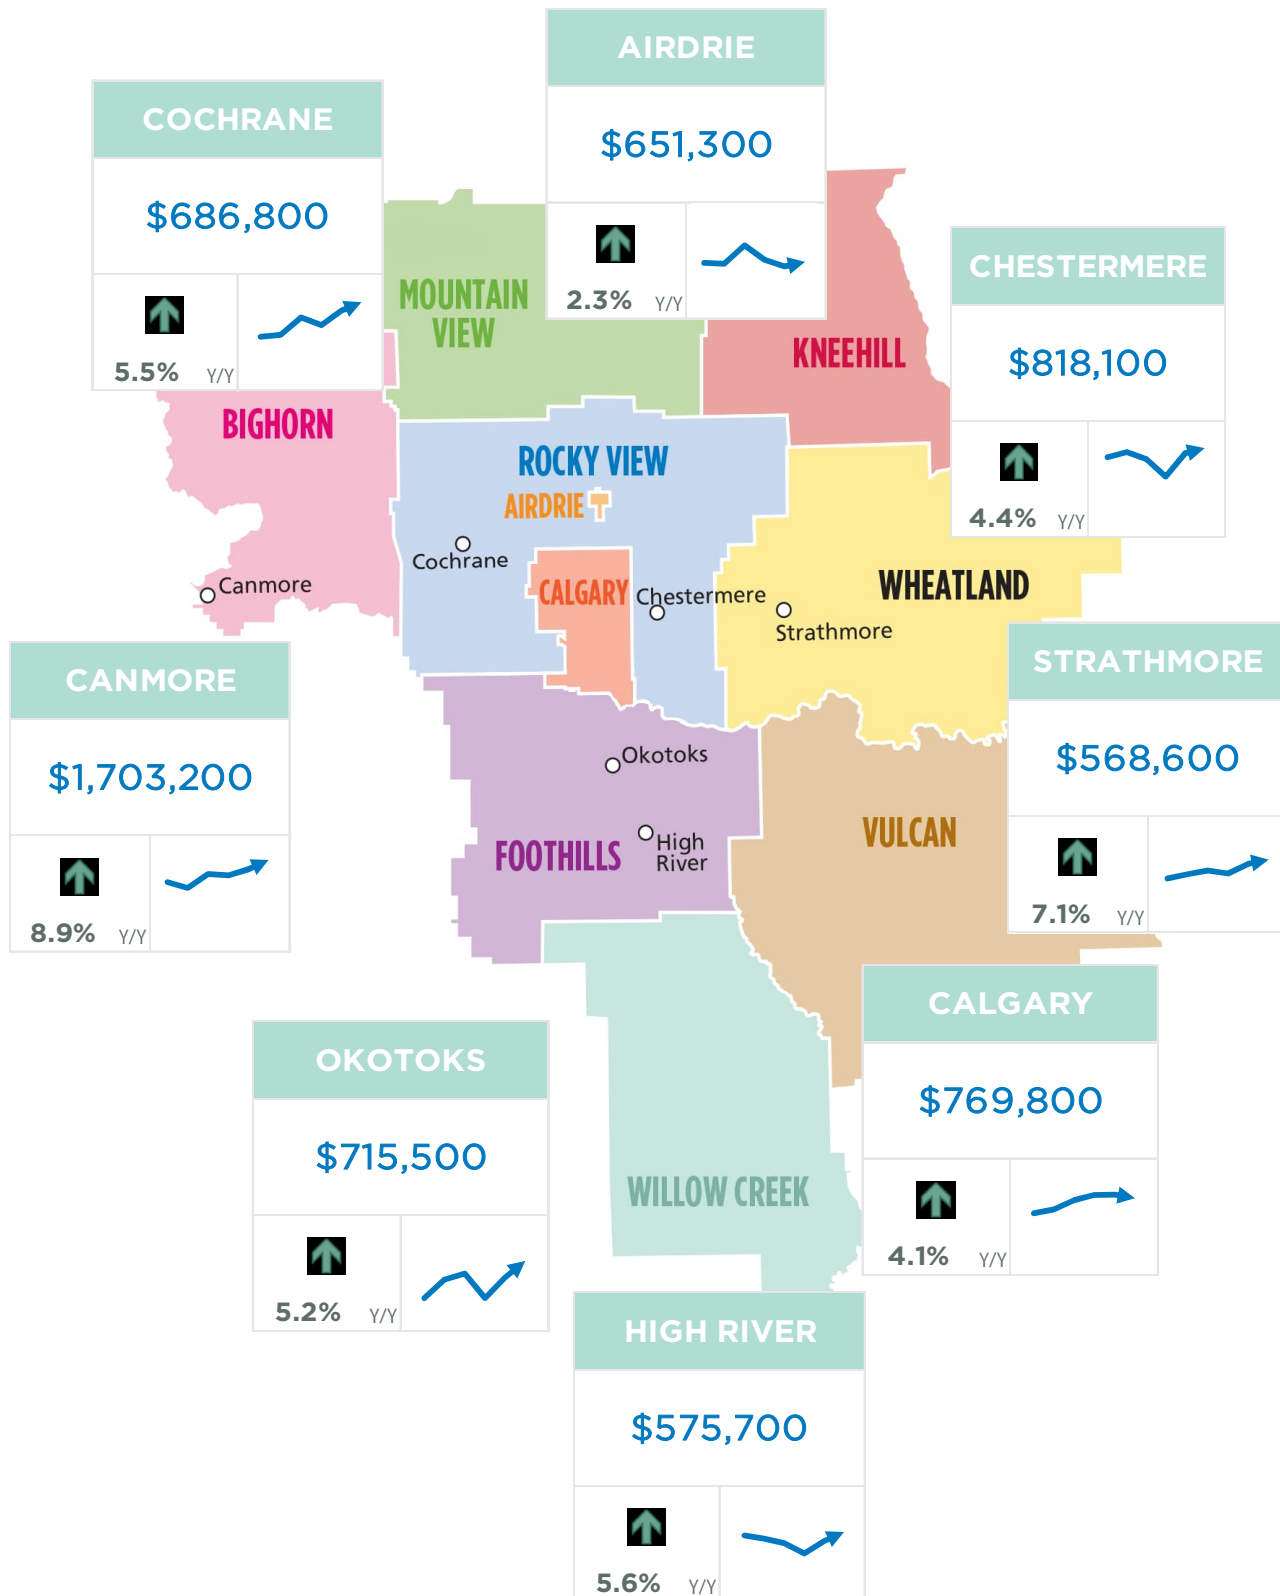 AIRDRIE
$651,300
2.3% Y/Y
COCHRANE
$686,800
5.5% Y/Y
CHESTERMERE
$818,100
4.4% Y/Y
MOUNTAIN
VIEW
KNEEHILL
BIGHORN
ROCKY VIEW
AIRDRIE
Cochrane
CALGARY
Chestermere
Canmore
WHEATLAND
Strathmore
CANMORE
$1,703,200
8.9% Y/Y
STRATHMORE
$568,600
7.1% Y/Y
Okotoks
High
River
FOOTHILLS
VULCAN
CALGARY
$769,800
4.1% Y/Y
OKOTOKS
$715,500
5.2% Y/Y
WILLOW CREEK
HIGH RIVER
$575,700
5.6% Y/Y